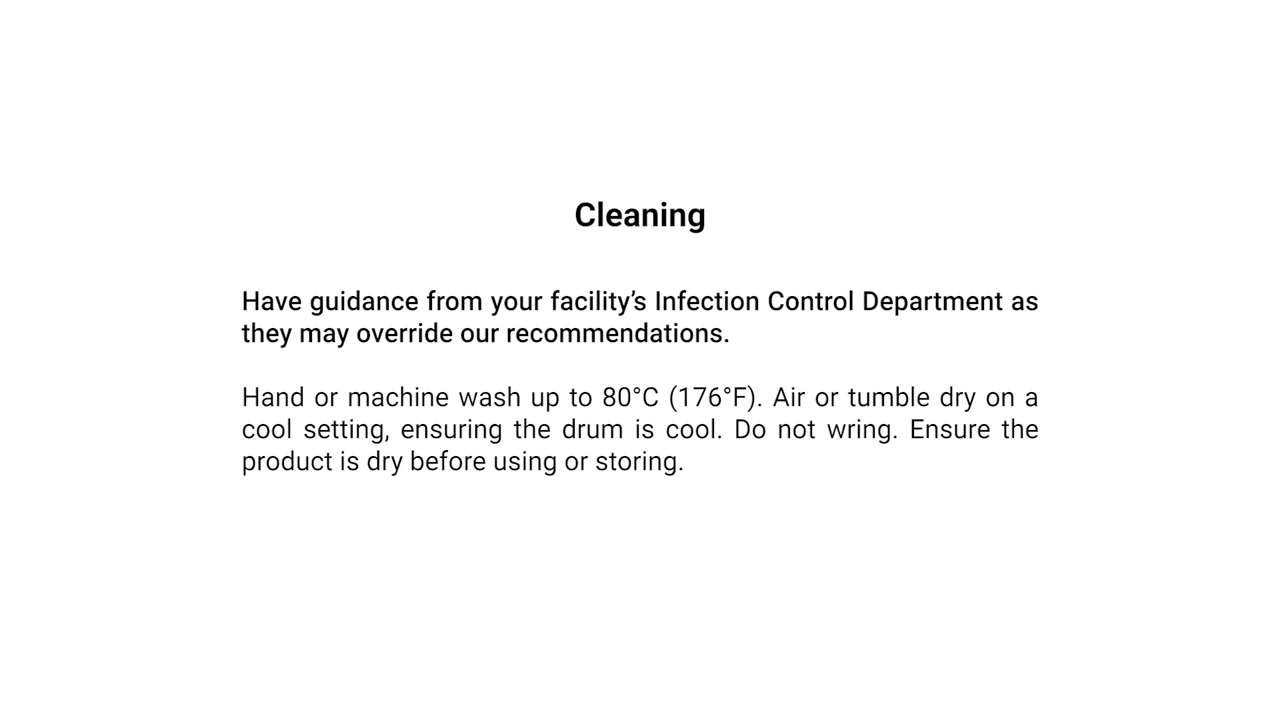 Cleaning
Have guidance from your facility’s Infection Control Department as
they may override our recommendations.
Hand or machine wash up to 80°C (176°F). Air or tumble dry on a
cool setting, ensuring the drum is cool. Do not wring. Ensure the
product is dry before using or storing.